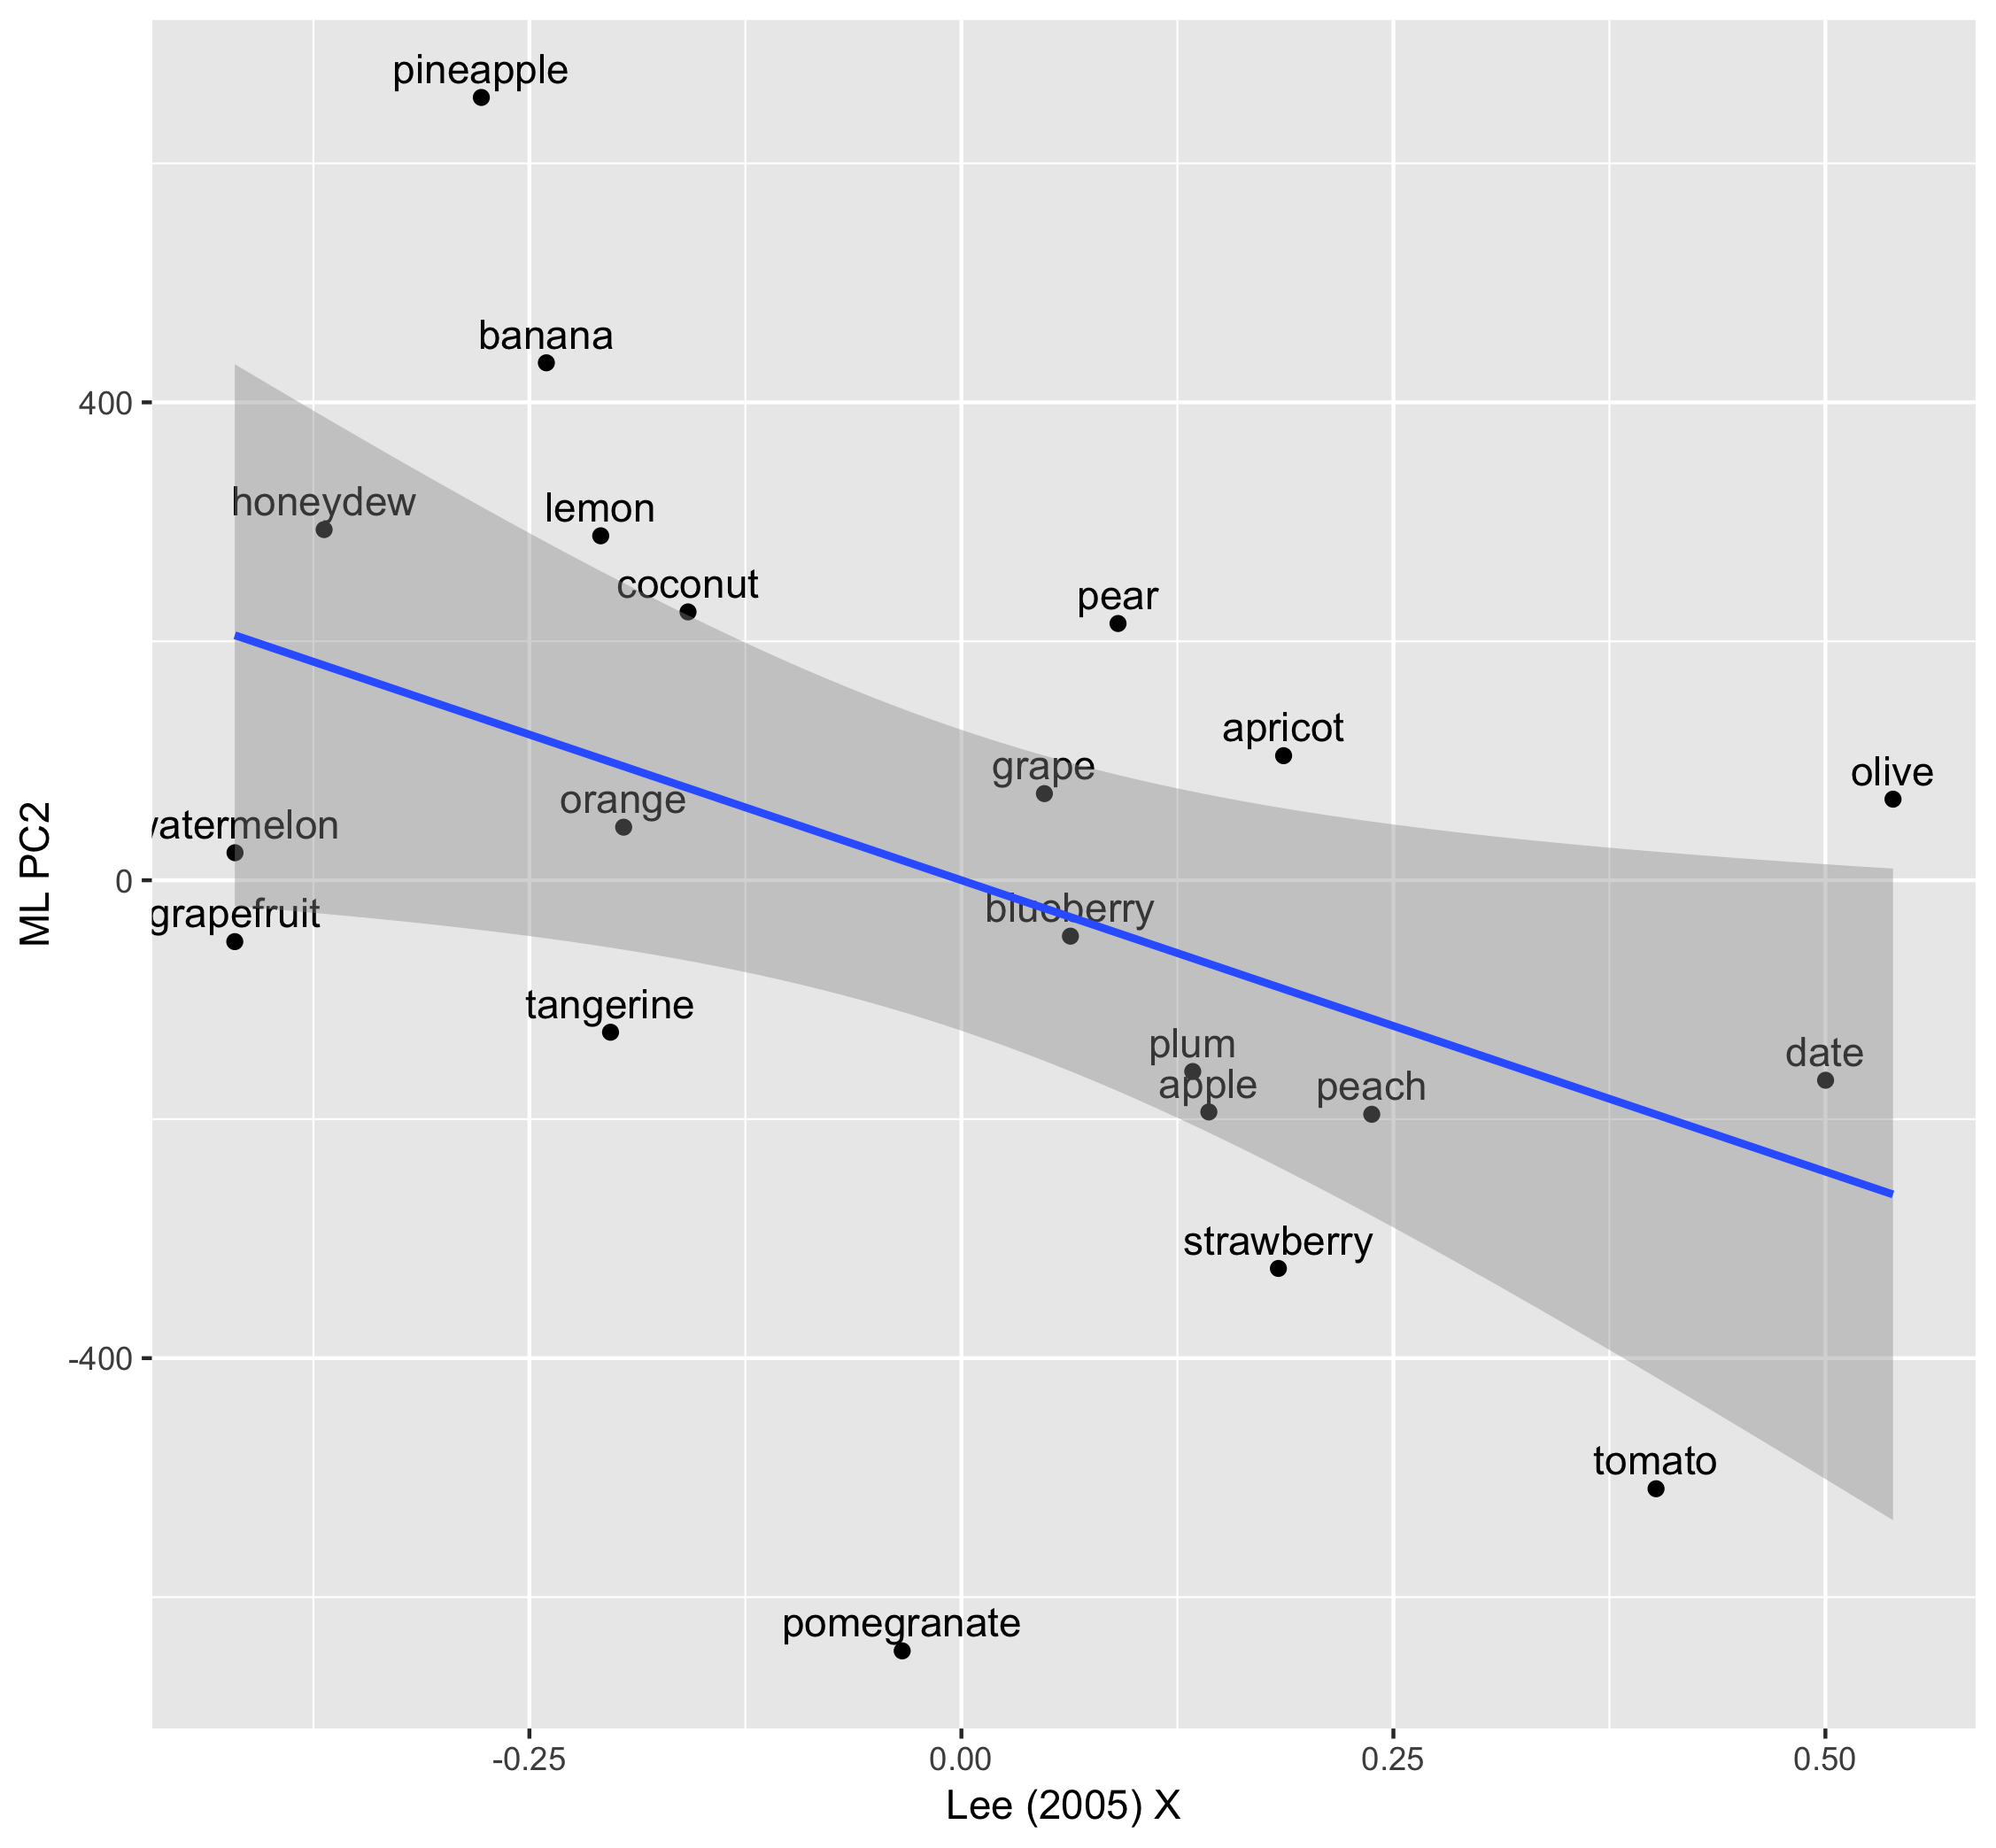 pineapple
banana
400
honeydew
lemon
coconut
pear
apricot
grape
olive
orange
vatermelon
0
grapefruit
blueberry
tangerine
plum
date
apple
peach
strawberry
-400
tomato
pomegranate
ML PC2
-0.25
0.00
0.25
0.50
Lee (2005) X